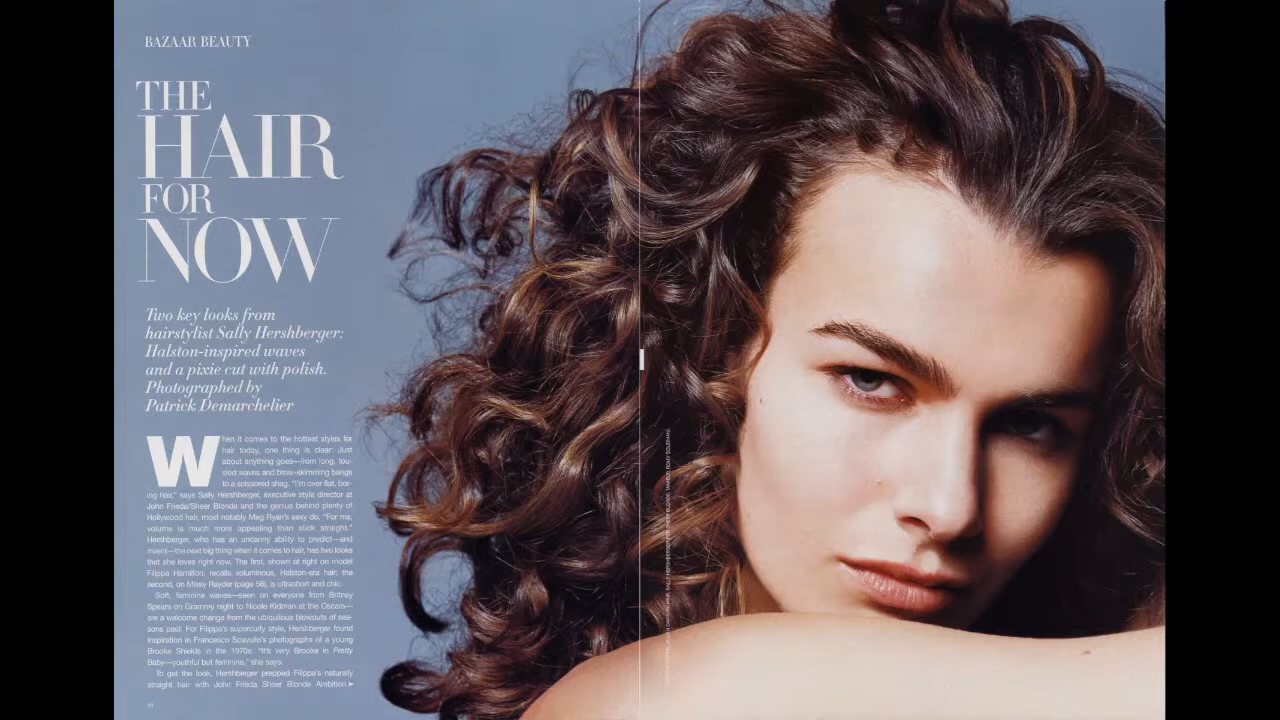 BAZAAR BEAUTY
THE
HAIR
FOR
NOW
Two key looks from
hairstylist Sally Hershberger:
Halston-inspired waves
and a pixie cut with polish.
Photographed by
Patrick Demarchelier
When it comes to the hottest styles for
hair today, one thing is clear: Just
about anything goes—from long, tou-
sled waves and brow-skimming bangs
to a scissored shag. "I'm over flat, bor-
ing hair," says Sally Hershberger, executive style director at
John Frieda/Sheer Blonde and the genius behind plenty of
Hollywood hair, most notably Meg Ryan's sexy do. "For me,
volume is much more appealing than stick straight."
Hershberger, who has an uncanny ability to predict—and
invent—the next big thing when it comes to hair, has two looks
that she loves right now. The first, shown at right on model
Filippa Hamilton, recalls voluminous, Halston-era hair; the
second, on Missy Rayder (page 56), is ultrashort and chic.
Soft, feminine waves—seen on everyone from Britney
Spears on Grammy night to Nicole Kidman at the Oscars—
are a welcome change from the ubiquitous blowouts of sea-
sons past. For Filippa's supercurly style, Hershberger found
inspiration in Francesco Scavullo's photographs of a young
Brooke Shields in the 1970s. "It's very Brooke in Pretty
Baby—youthful but feminine," she says.
To get the look, Hershberger prepped Filippa's naturally
straight hair with John Frieda Sheer Blonde Ambition➤